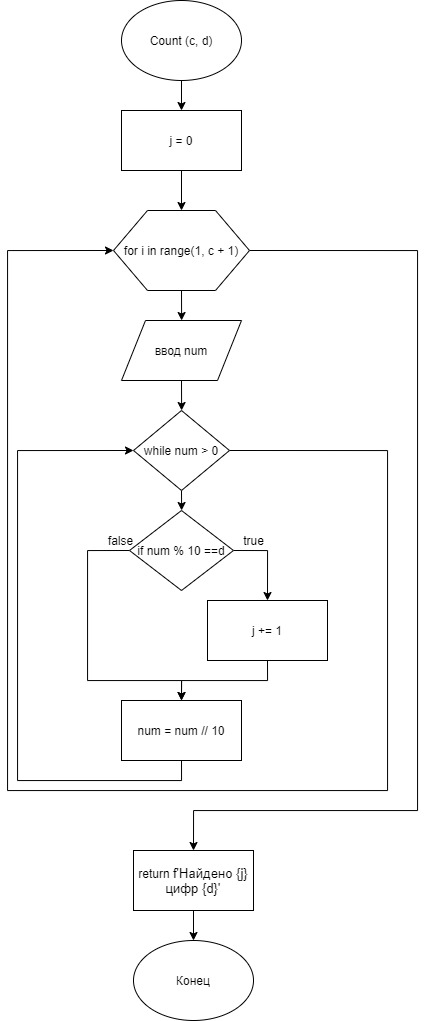 Count (c, d)
j = 0
for i in range(1, c + 1)
ввод num
while num > 0
false
if num % 10 ==d
true
j += 1
num = num // 10
return f'Найдено {j}
цифр {d}'
Конец